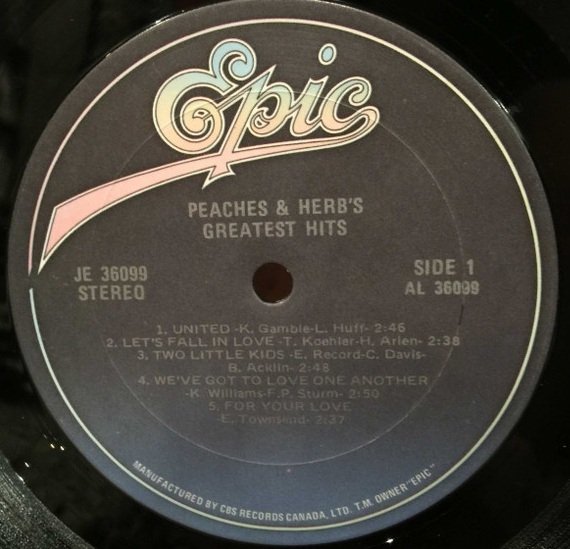 Epic
PEACHES & HERB'S
GREATEST HITS
JE 36099
STEREO
SIDE 1
AL 36099
1. UNITED -K. Gamble-L. Huff- 2:46
2. LET'S FALL IN LOVE -T. Koehler-H. Arlen- 2:38
3. TWO LITTLE KIDS -E. Record-C. Davis-
B. Acklin- 2:48
4. WE'VE GOT TO LOVE ONE ANOTHER
-K. Williams-F.P. Sturm- 2:50
5. FOR YOUR LOVE
-E. Townsend- 2:37
MANUFACTURED BY CBS RECORDS CANADA, LTD. T.M. OWNER "EPIC"